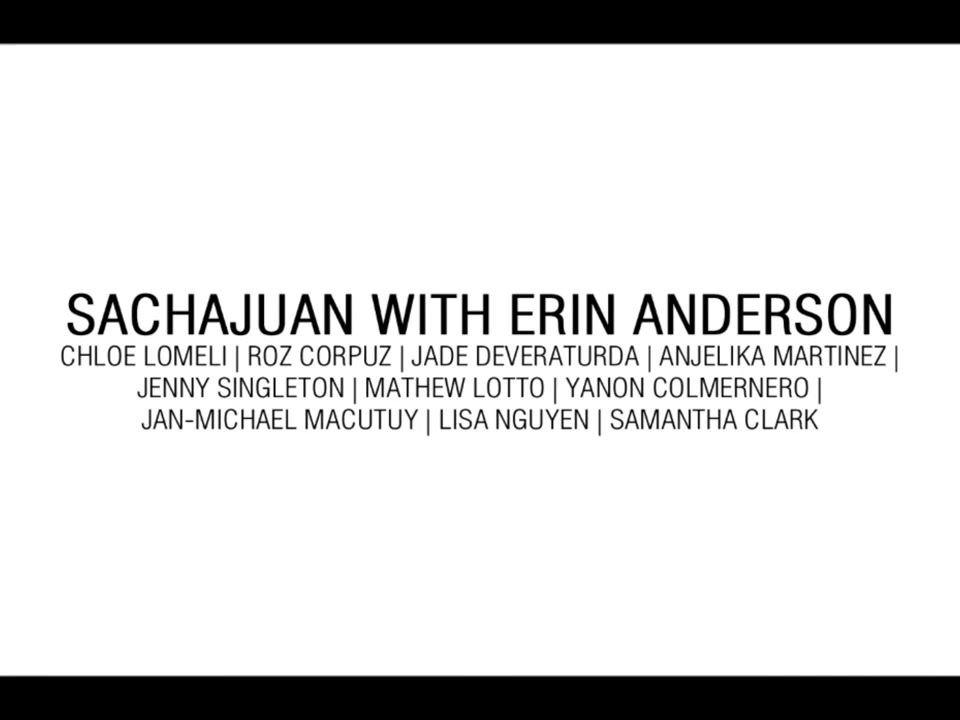 SACHAJUAN WITH ERIN ANDERSON
CHLOE LOMELI | ROZ CORPUZ | JADE DEVERATURDA | ANJELIKA MARTINEZ |
JENNY SINGLETON | MATHEW LOTTO | YANON COLMERNERO |
JAN-MICHAEL MACUTUY | LISA NGUYEN | SAMANTHA CLARK